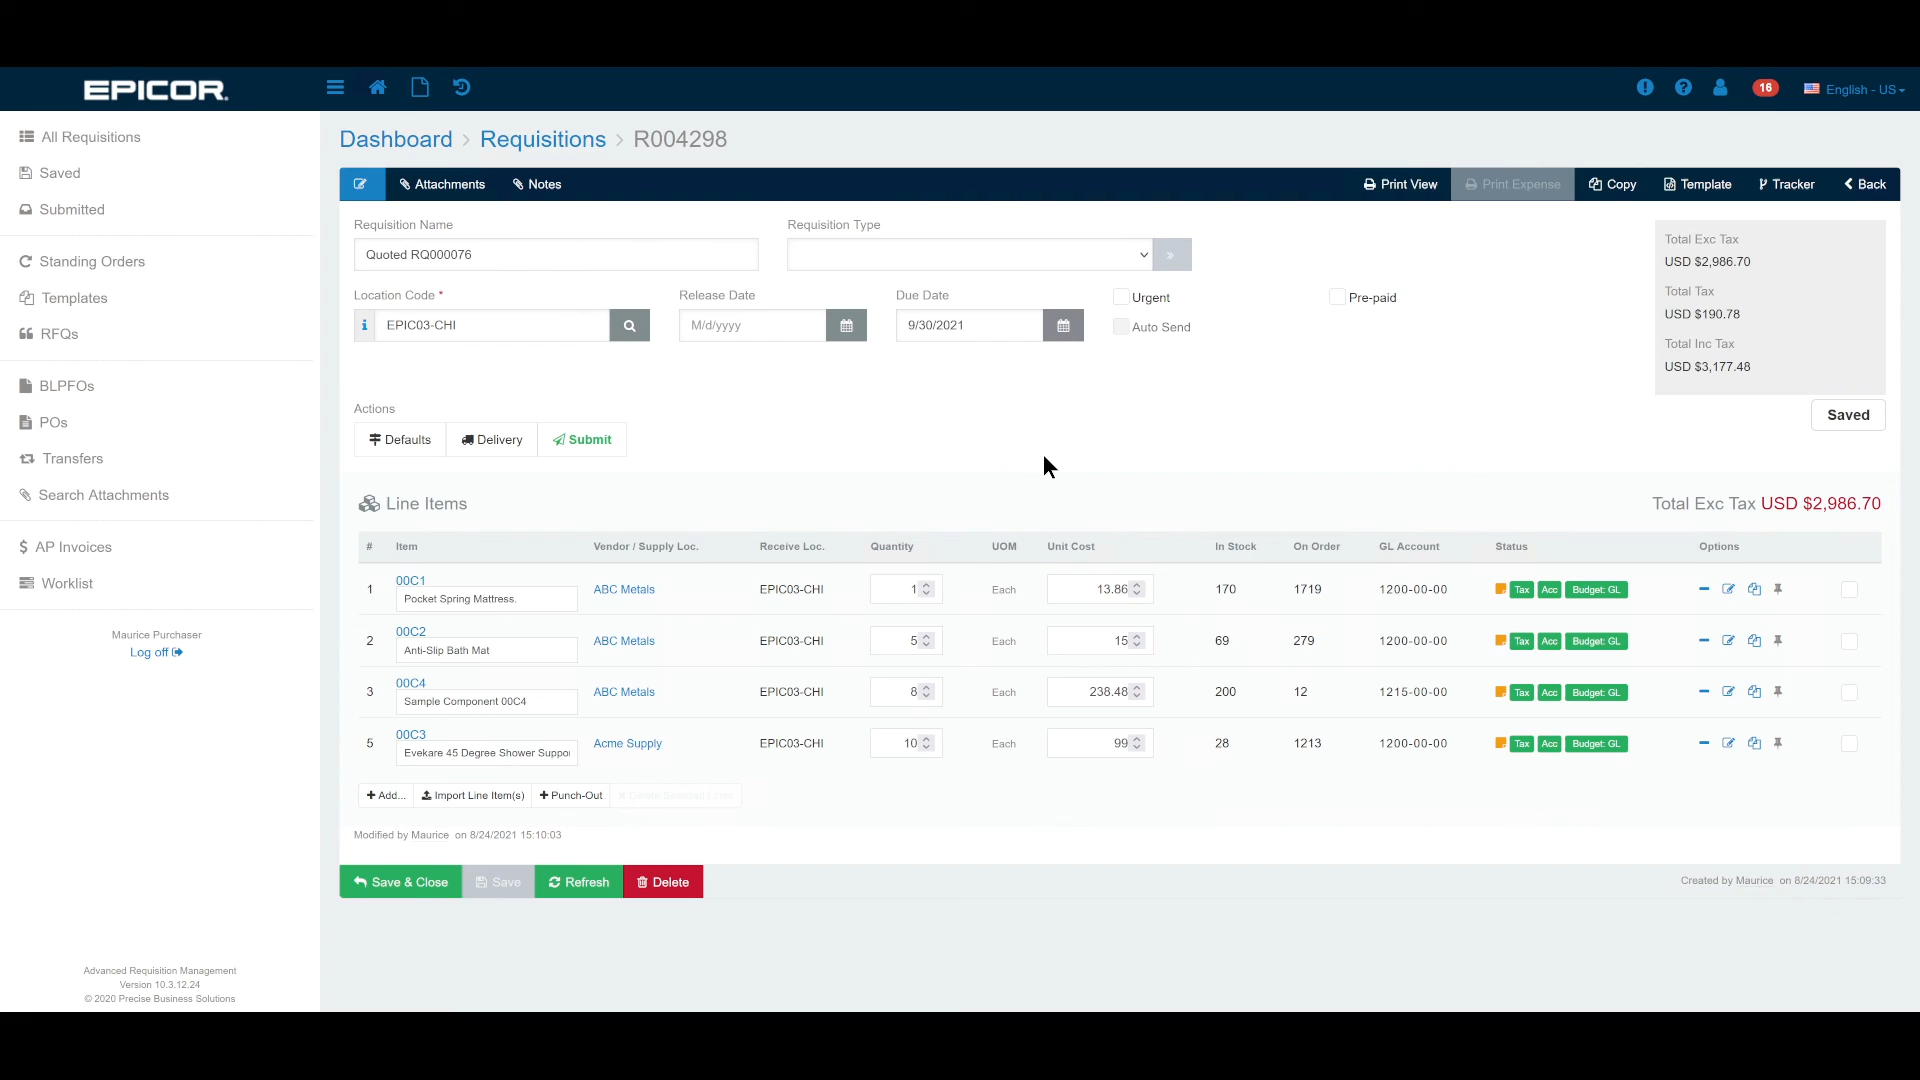 EPICOR.
16
English - US
All Requisitions
Saved
Submitted
Standing Orders
Templates
RFQs
BLPFOs
POs
Transfers
Search Attachments
AP Invoices
Worklist
Maurice Purchaser
Log off
Advanced Requisition Management
Version 10.3.12.24
© 2020 Precise Business Solutions
Dashboard > Requisitions > R004298
Attachments Notes Print View Print Expense Copy Template Tracker Back
Requisition Name Requisition Type
Quoted RQ000076
Location Code * Release Date Due Date Urgent Pre-paid
EPIC03-CHI M/d/yyyy 9/30/2021 Auto Send
Total Exc Tax
USD $2,986.70
Total Tax
USD $190.78
Total Inc Tax
USD $3,177.48
Saved
Actions
Defaults Delivery Submit
Line Items Total Exc Tax USD $2,986.70
# Item Vendor / Supply Loc. Receive Loc. Quantity UOM Unit Cost In Stock On Order GL Account Status Options
1 00C1 Pocket Spring Mattress. ABC Metals EPIC03-CHI 1 Each 13.86 170 1719 1200-00-00 Tax Acc Budget: GL
2 00C2 Anti-Slip Bath Mat ABC Metals EPIC03-CHI 5 Each 15 69 279 1200-00-00 Tax Acc Budget: GL
3 00C4 Sample Component 00C4 ABC Metals EPIC03-CHI 8 Each 238.48 200 12 1215-00-00 Tax Acc Budget: GL
5 00C3 Evekare 45 Degree Shower Suppo Acme Supply EPIC03-CHI 10 Each 99 28 1213 1200-00-00 Tax Acc Budget: GL
Add... Import Line Item(s) Punch-Out Delete Selected Lines
Modified by Maurice on 8/24/2021 15:10:03
Save & Close Save Refresh Delete
Created by Maurice on 8/24/2021 15:09:33